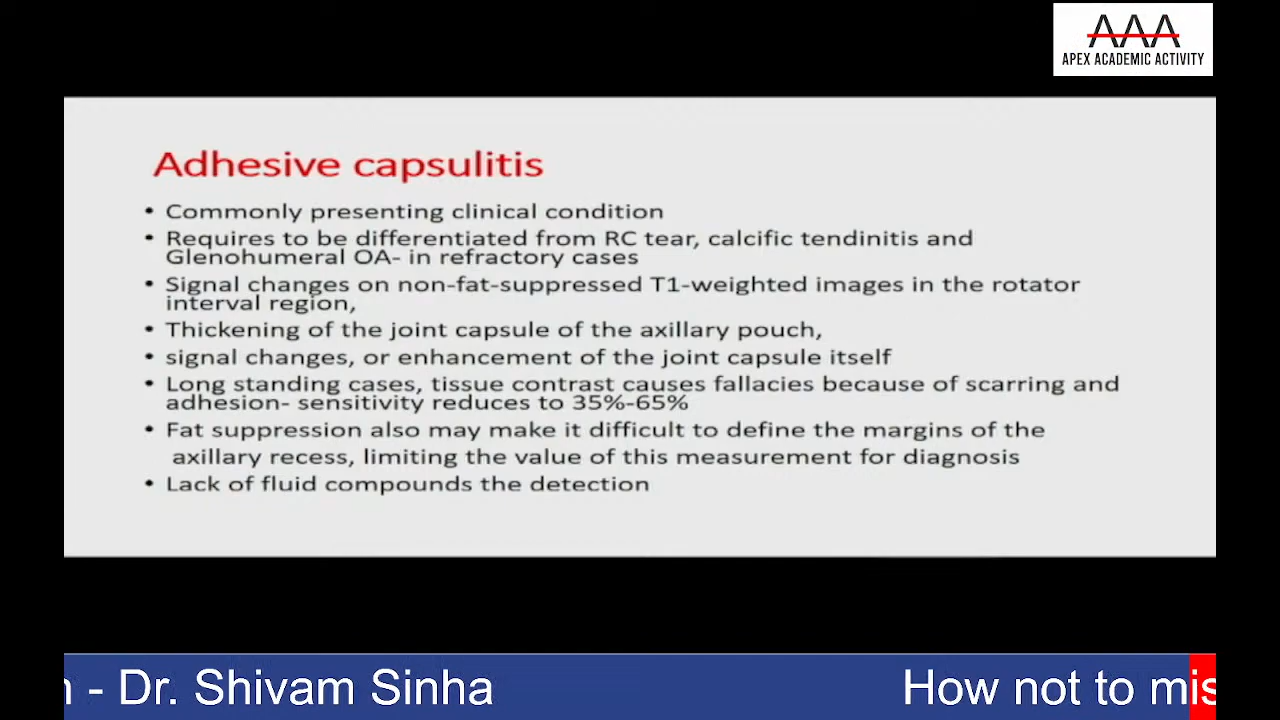 AAA
APEX ACADEMIC ACTIVITY
Adhesive capsulitis
• Commonly presenting clinical condition
• Requires to be differentiated from RC tear, calcific tendinitis and
Glenohumeral OA- in refractory cases
• Signal changes on non-fat-suppressed T1-weighted images in the rotator
interval region,
• Thickening of the joint capsule of the axillary pouch,
• signal changes, or enhancement of the joint capsule itself
• Long standing cases, tissue contrast causes fallacies because of scarring and
adhesion- sensitivity reduces to 35%-65%
• Fat suppression also may make it difficult to define the margins of the
axillary recess, limiting the value of this measurement for diagnosis
• Lack of fluid compounds the detection
- Dr. Shivam Sinha How not to mis